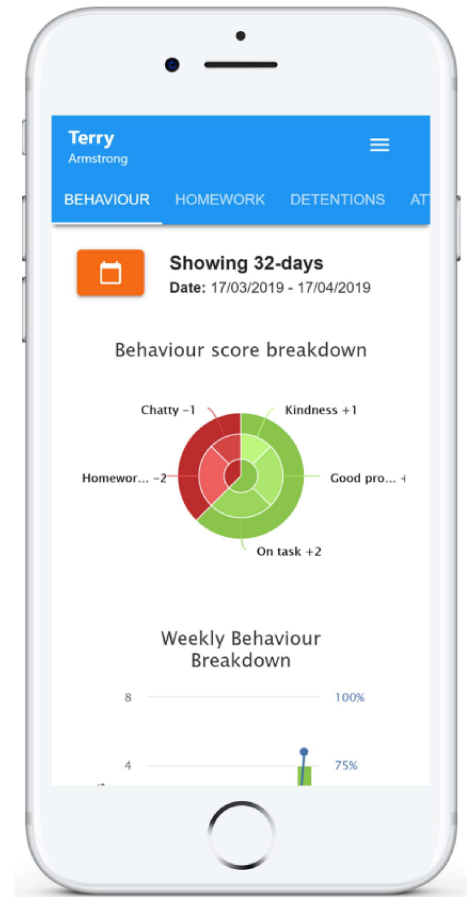 Terry
Armstrong
BEHAVIOUR HOMEWORK DETENTIONS AT
Showing 32-days
Date: 17/03/2019 - 17/04/2019
Behaviour score breakdown
Chatty -1 Kindness +1
Homewor... -2 Good pro...
On task +2
Weekly Behaviour
Breakdown
8 100%
4 75%